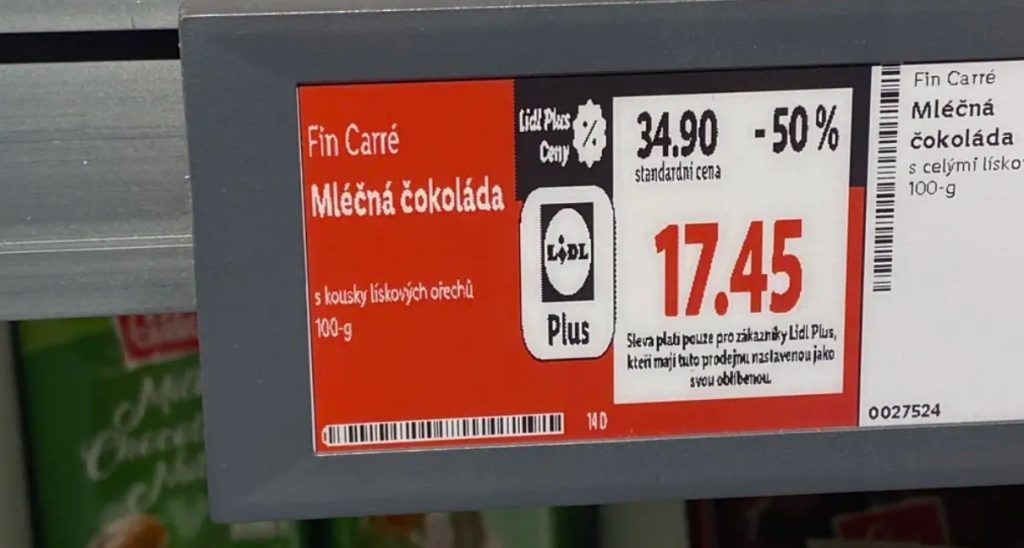 Fin Carré
Mléčná čokoláda
s kousky lískových ořechů
100-g
14D
Lidl Plus
Ceny
%
LIDL
Plus
34.90
-50%
standardní cena
17.45
Sleva platí pouze pro zákazníky Lidl Plus,
kteří mají tuto prodejnu nastavenou jako
svou oblíbenou.
Fin Carré
Mléčná
čokoláda
s celými lísko
100-g
0027524